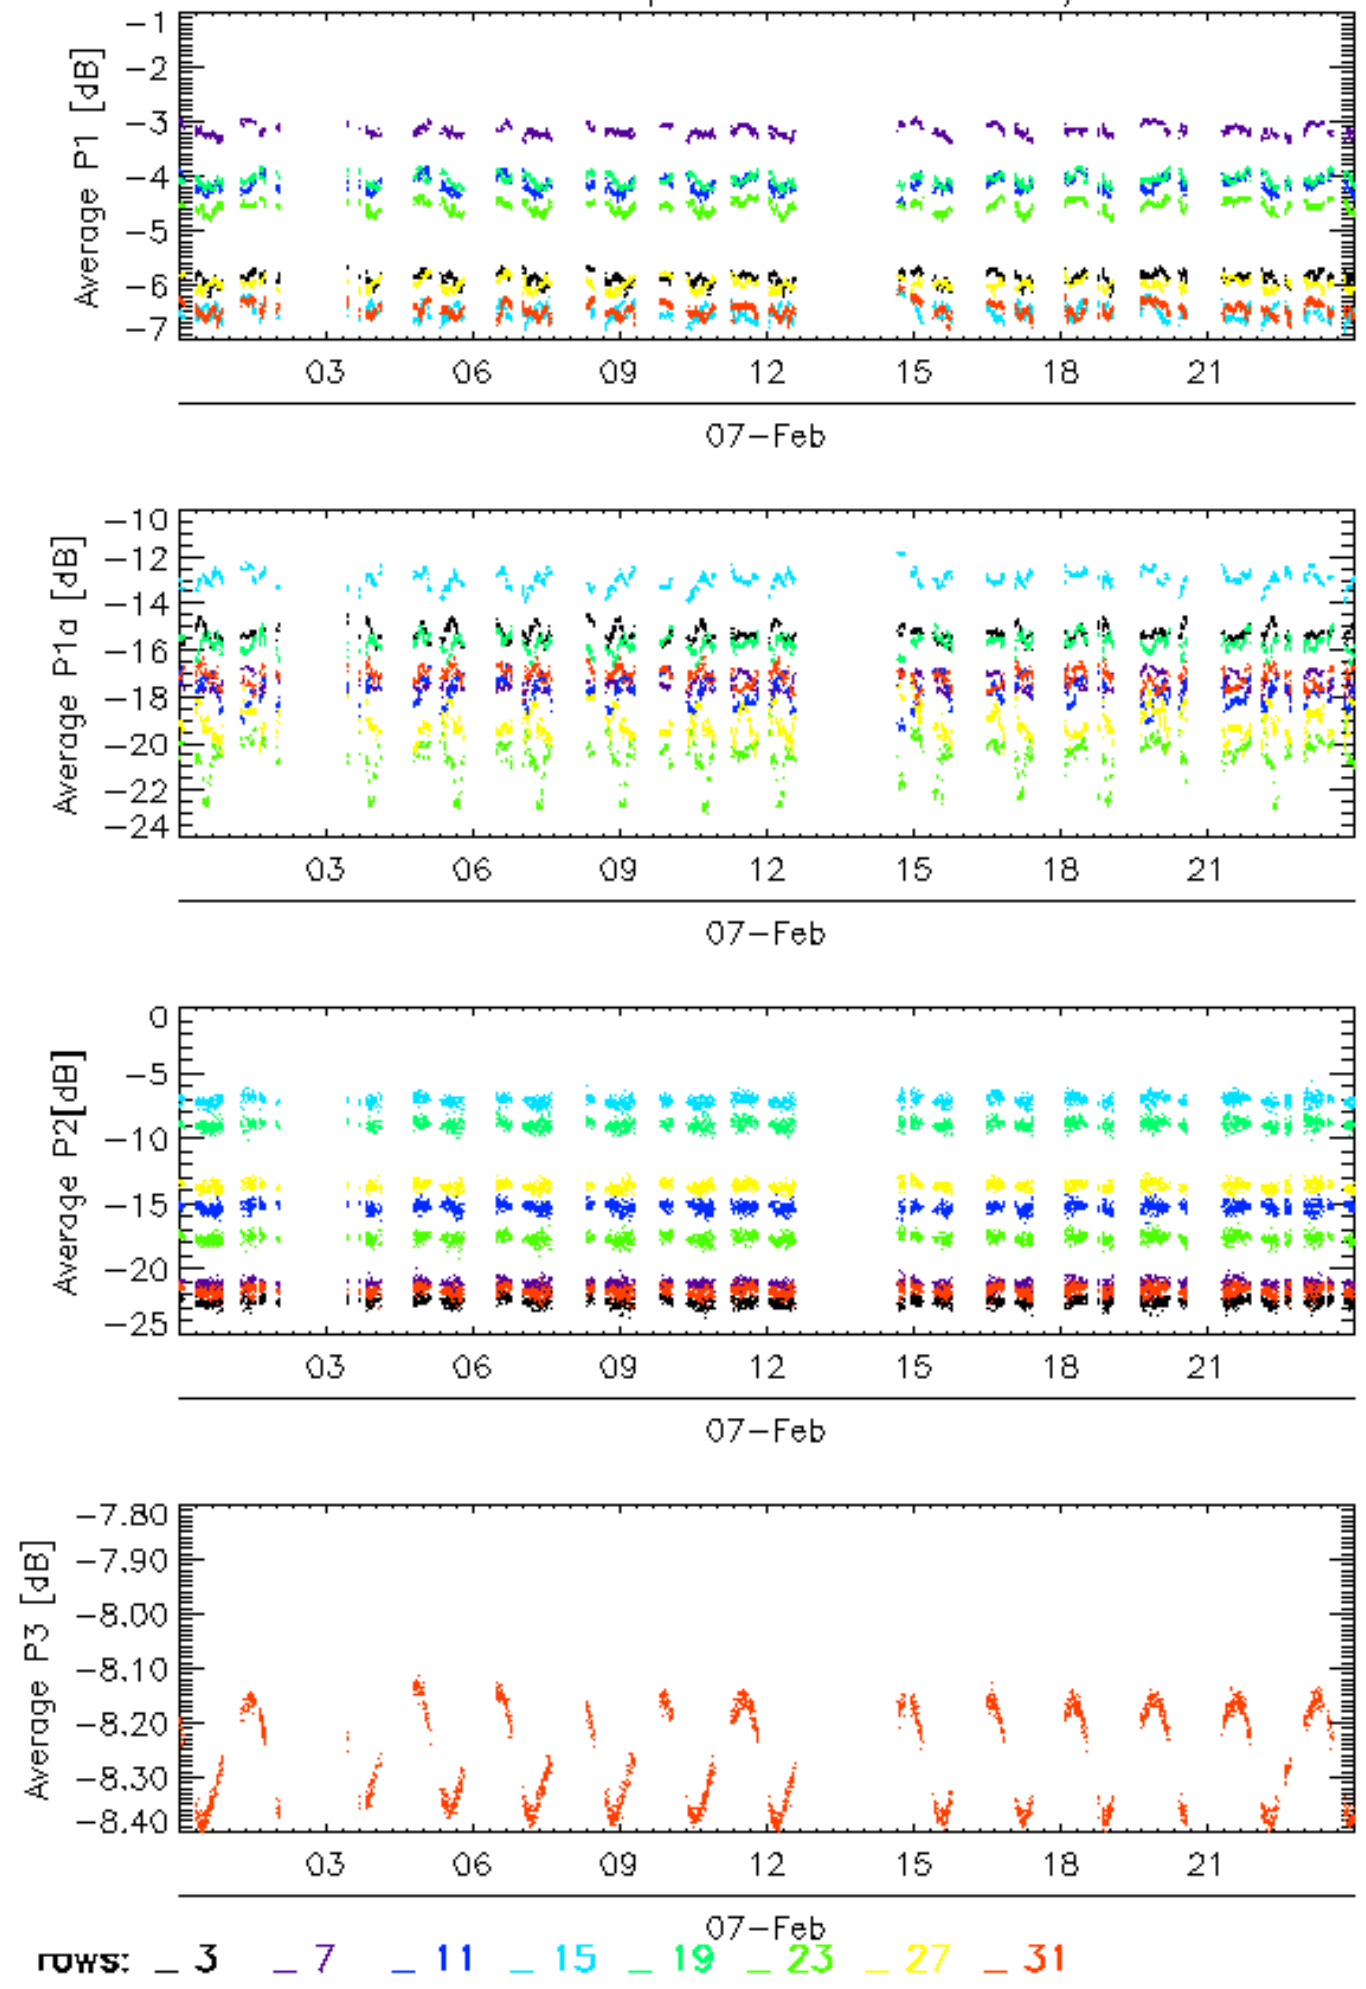 Average P1 [dB]
-1
-2
-3
-4
-5
-6
-7
03 06 09 12 15 18 21
07-Feb
Average P1a [dB]
-10
-12
-14
-16
-18
-20
-22
-24
03 06 09 12 15 18 21
07-Feb
Average P2[dB]
0
-5
-10
-15
-20
-25
03 06 09 12 15 18 21
07-Feb
Average P3 [dB]
-7.80
-7.90
-8.00
-8.10
-8.20
-8.30
-8.40
03 06 09 12 15 18 21
07-Feb
rows: _ 3 _ 7 _ 11 _ 15 _ 19 _ 23 _ 27 _ 31